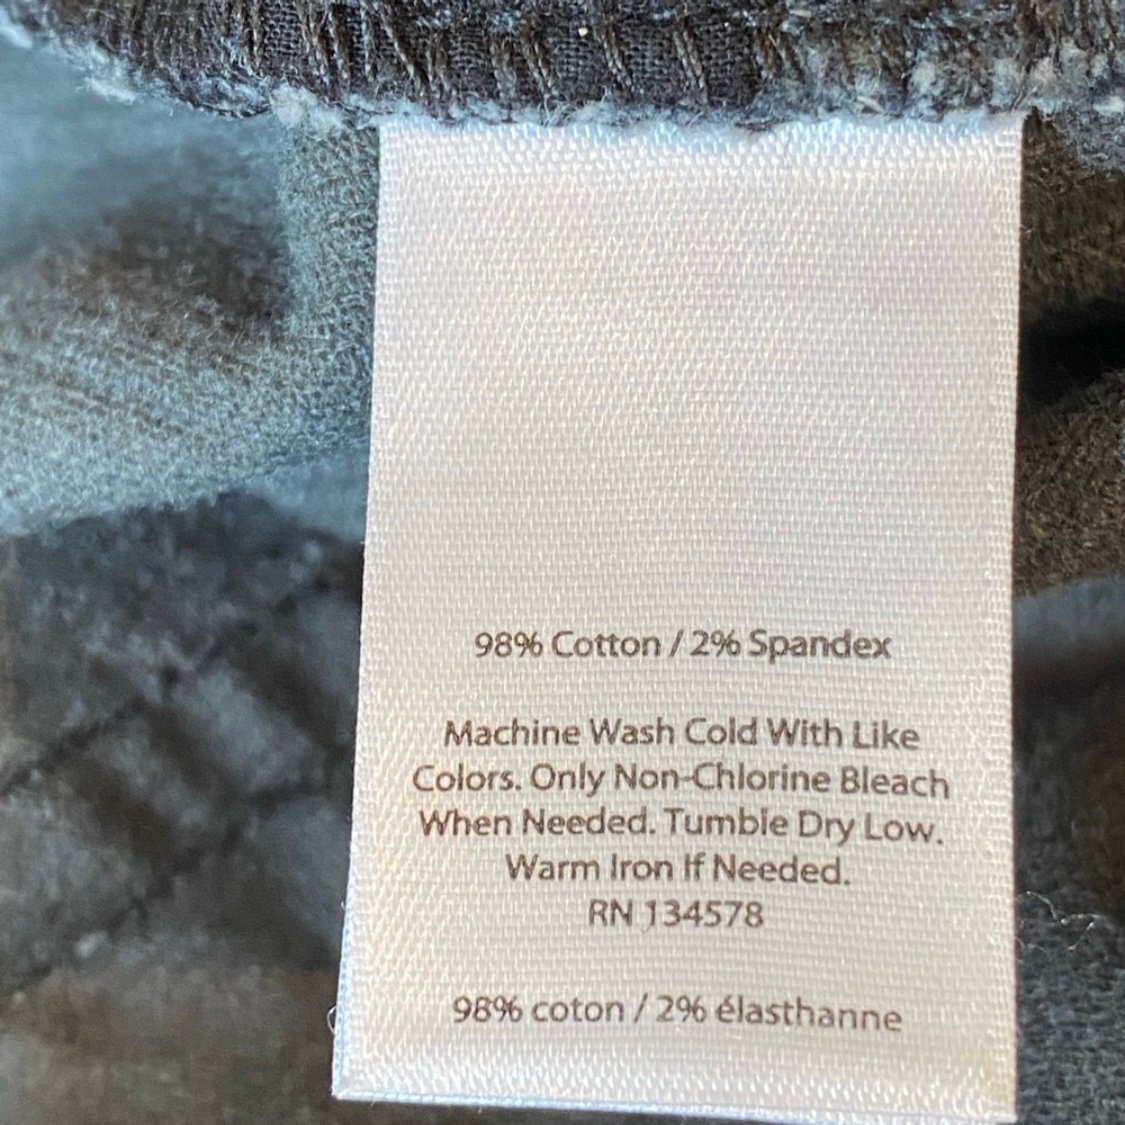 98% Cotton / 2% Spandex
Machine Wash Cold With Like
Colors. Only Non-Chlorine Bleach
When Needed. Tumble Dry Low.
Warm Iron If Needed.
RN 134578
98% coton / 2% élasthanne